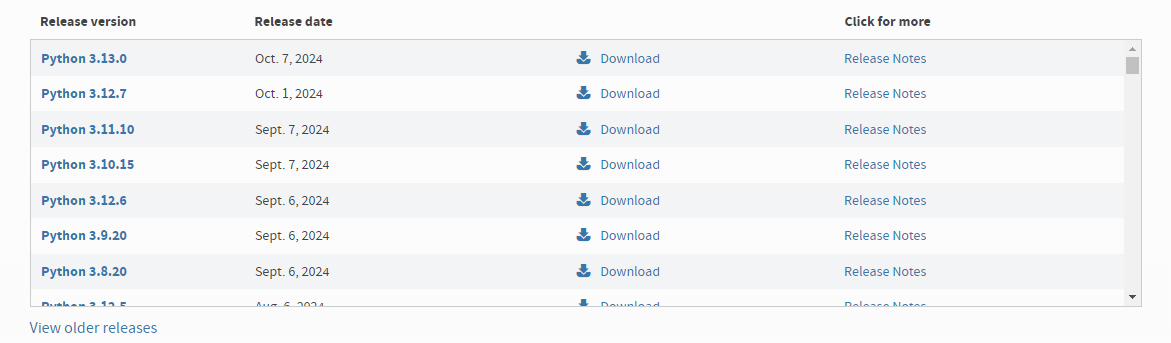 Release version Release date Click for more
Python 3.13.0 Oct. 7, 2024 Download Release Notes
Python 3.12.7 Oct. 1, 2024 Download Release Notes
Python 3.11.10 Sept. 7, 2024 Download Release Notes
Python 3.10.15 Sept. 7, 2024 Download Release Notes
Python 3.12.6 Sept. 6, 2024 Download Release Notes
Python 3.9.20 Sept. 6, 2024 Download Release Notes
Python 3.8.20 Sept. 6, 2024 Download Release Notes
Python 3.12.5 Aug. 6, 2024 Download Release Notes
View older releases